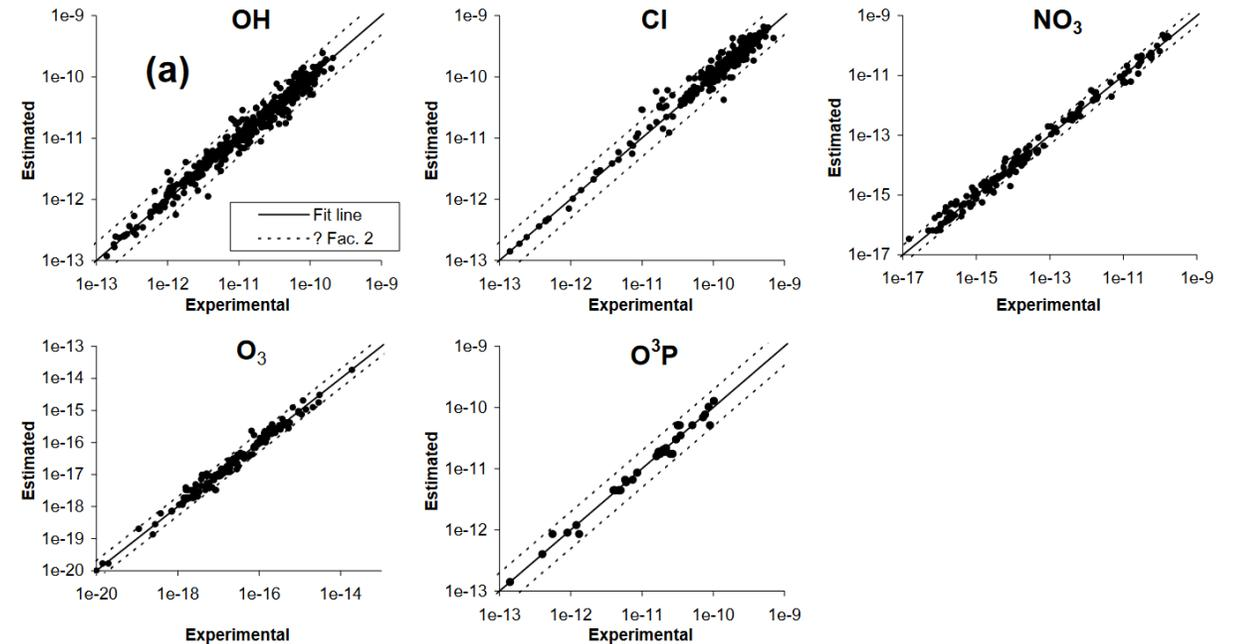 OH
(a)
1e-9
1e-10
1e-11
1e-12
1e-13
Estimated
Fit line
? Fac. 2
1e-13 1e-12 1e-11 1e-10 1e-9
Experimental
Cl
1e-9
1e-10
1e-11
1e-12
1e-13
Estimated
1e-13 1e-12 1e-11 1e-10 1e-9
Experimental
NO₃
1e-9
1e-11
1e-13
1e-15
1e-17
Estimated
1e-17 1e-15 1e-13 1e-11 1e-9
Experimental
O₃
1e-13
1e-14
1e-15
1e-16
1e-17
1e-18
1e-19
1e-20
Estimated
1e-20 1e-18 1e-16 1e-14
Experimental
O³P
1e-9
1e-10
1e-11
1e-12
1e-13
Estimated
1e-13 1e-12 1e-11 1e-10 1e-9
Experimental